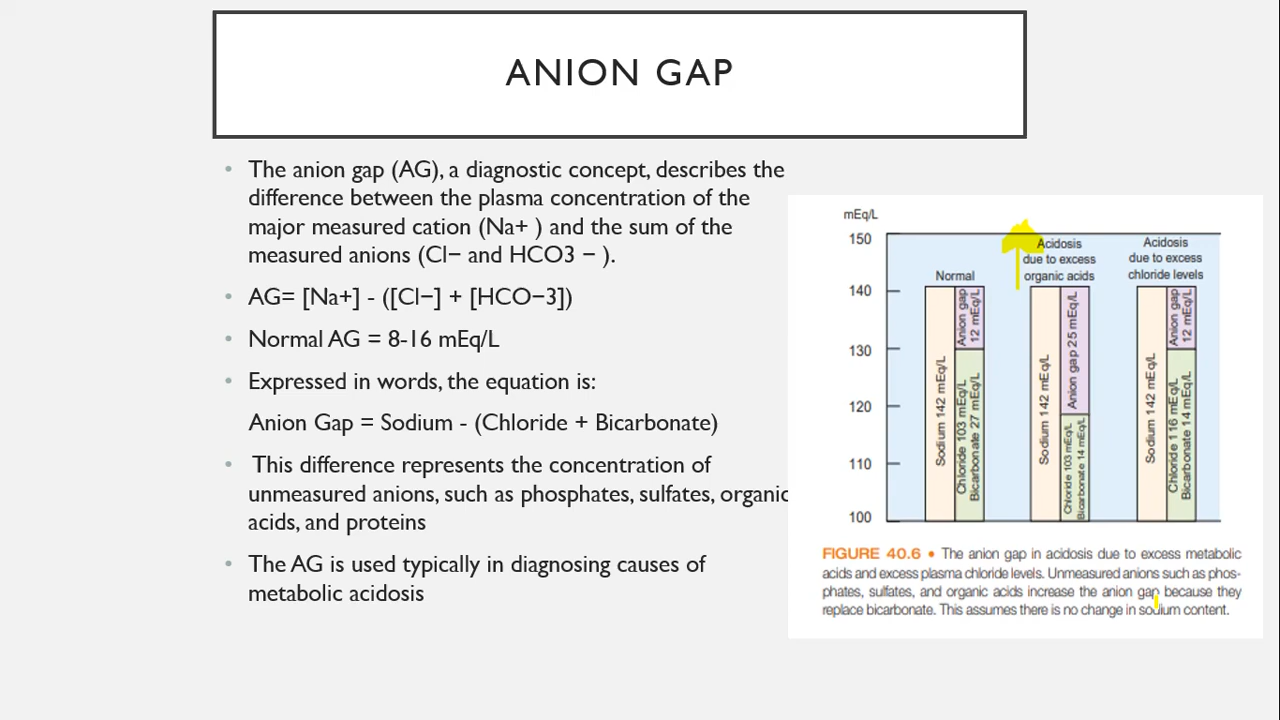 ANION GAP
• The anion gap (AG), a diagnostic concept, describes the
difference between the plasma concentration of the
major measured cation (Na+ ) and the sum of the
measured anions (Cl− and HCO3 − ).
• AG= [Na+] - ([Cl−] + [HCO−3])
• Normal AG = 8-16 mEq/L
• Expressed in words, the equation is:
Anion Gap = Sodium - (Chloride + Bicarbonate)
• This difference represents the concentration of
unmeasured anions, such as phosphates, sulfates, organic
acids, and proteins
• The AG is used typically in diagnosing causes of
metabolic acidosis
mEq/L
150
140
130
120
110
100
Normal
Sodium 142 mEq/L
Anion gap
12 mEq/L
Chloride 103 mEq/L
Bicarbonate 27 mEq/L
Acidosis
due to excess
organic acids
Sodium 142 mEq/L
Anion gap 25 mEq/L
Chloride 103 mEq/L
Bicarbonate 14 mEq/L
Acidosis
due to excess
chloride levels
Sodium 142 mEq/L
Anion gap
12 mEq/L
Chloride 116 mEq/L
Bicarbonate 14 mEq/L
FIGURE 40.6 • The anion gap in acidosis due to excess metabolic
acids and excess plasma chloride levels. Unmeasured anions such as phos-
phates, sulfates, and organic acids increase the anion gap because they
replace bicarbonate. This assumes there is no change in sodium content.